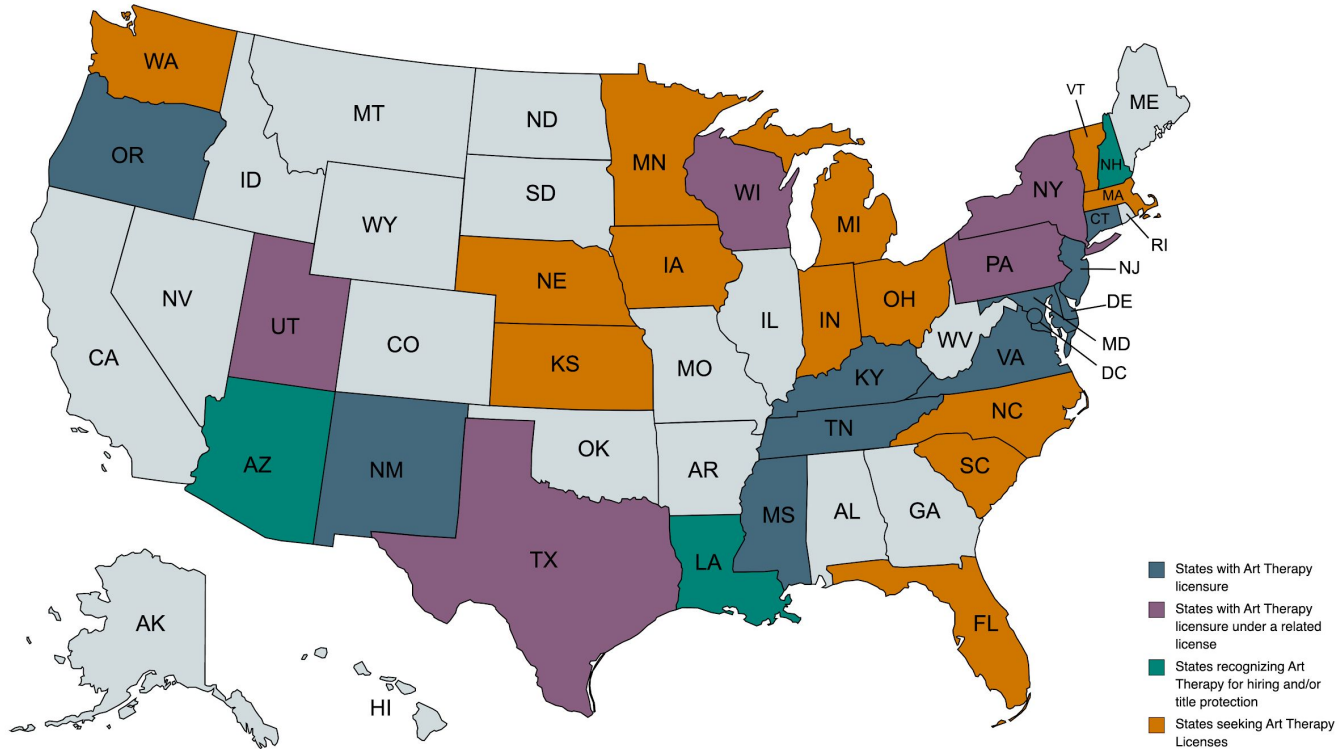 WA
MT
ND
MN
VT
ME
OR
ID
SD
WI
NY
NH
MA
CT
RI
WY
MI
NJ
NV
NE
IA
PA
OH
DE
UT
CO
IL
IN
WV
MD
DC
CA
KS
MO
KY
VA
AZ
NM
OK
AR
TN
NC
SC
MS
AL
GA
TX
LA
FL
AK
HI
States with Art Therapy
licensure
States with Art Therapy
licensure under a related
license
States recognizing Art
Therapy for hiring and/or
title protection
States seeking Art Therapy
Licenses